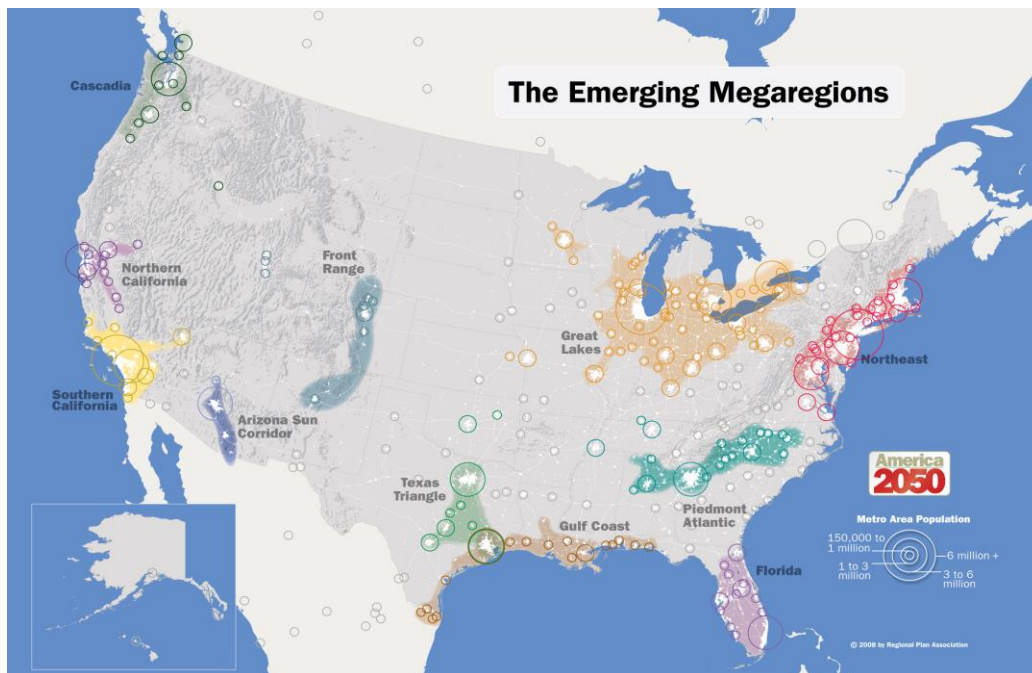 The Emerging Megaregions
Cascadia
Northern
California
Front
Range
Great
Lakes
Northeast
Southern
California
Arizona Sun
Corridor
Texas
Triangle
Gulf Coast
Piedmont
Atlantic
Florida
America
2050
Metro Area Population
150,000 to
1 million
1 to 3
million
6 million +
3 to 6
million
© 2008 by Regional Plan Association